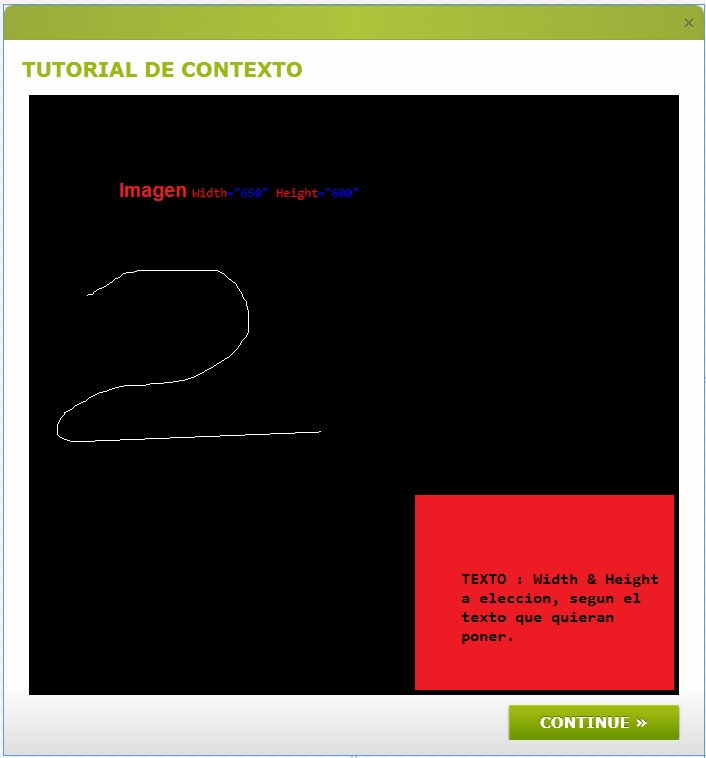 TUTORIAL DE CONTEXTO
Imagen Width="650" Height="600"
2
TEXTO : Width & Height
a eleccion, segun el
texto que quieran
poner.
CONTINUE »